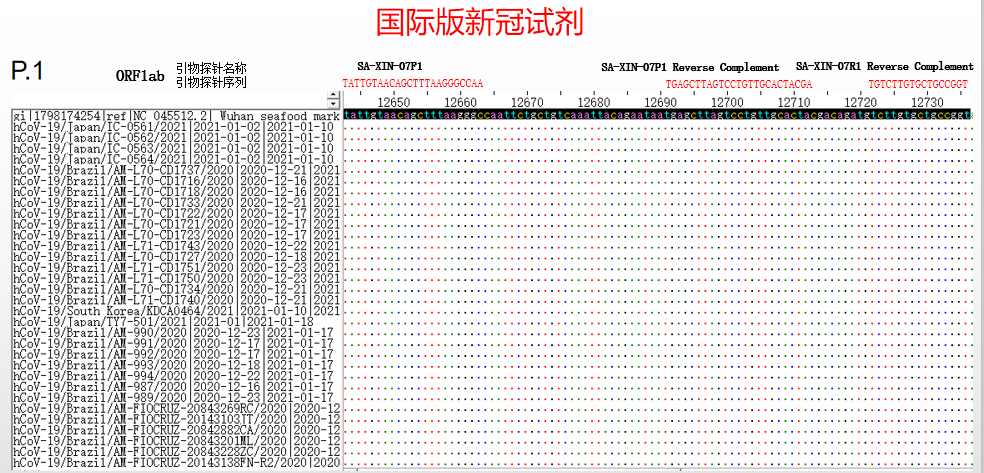 国际版新冠试剂
P.1
ORF1ab
引物探针名称
引物探针序列
SA-XIN-07P1
SA-XIN-07P1 Reverse Complement
SA-XIN-07R1 Reverse Complement
TATTGTAACAGCTTTAAGGGCCAA
TGAGCTTAGTCCTGTTGCACTACGA
TGTCTTGTGCTGCCGGT
12650 12660 12670 12680 12690 12700 12710 12720 12730
gi|1798174254|ref|NC 045512.2| Wuhan seafood mark tattgtaacagctttaagggccaattctgctgtcaaattacagaataatgagcttagtcctgttgcactacgacagatgtcttgtgctgccggt
hCoV-19/Japan/IC-0561/2021|2021-01-02|2021-01-10
hCoV-19/Japan/IC-0562/2021|2021-01-02|2021-01-10
hCoV-19/Japan/IC-0563/2021|2021-01-02|2021-01-10
hCoV-19/Japan/IC-0564/2021|2021-01-02|2021-01-10
hCoV-19/Brazil/AM-L70-CD1737/2020|2020-12-21|2021
hCoV-19/Brazil/AM-L70-CD1716/2020|2020-12-16|2021
hCoV-19/Brazil/AM-L70-CD1718/2020|2020-12-16|2021
hCoV-19/Brazil/AM-L70-CD1733/2020|2020-12-21|2021
hCoV-19/Brazil/AM-L70-CD1722/2020|2020-12-17|2021
hCoV-19/Brazil/AM-L70-CD1721/2020|2020-12-17|2021
hCoV-19/Brazil/AM-L70-CD1723/2020|2020-12-17|2021
hCoV-19/Brazil/AM-L71-CD1743/2020|2020-12-22|2021
hCoV-19/Brazil/AM-L70-CD1727/2020|2020-12-18|2021
hCoV-19/Brazil/AM-L71-CD1751/2020|2020-12-23|2021
hCoV-19/Brazil/AM-L71-CD1750/2020|2020-12-23|2021
hCoV-19/Brazil/AM-L70-CD1734/2020|2020-12-21|2021
hCoV-19/Brazil/AM-L71-CD1740/2020|2020-12-21|2021
hCoV-19/South Korea/KDCA0464/2021|2021-01-10|2021
hCoV-19/Japan/TY7-501/2021|2021-01|2021-01-18
hCoV-19/Brazil/AM-990/2020|2020-12-23|2021-01-17
hCoV-19/Brazil/AM-991/2020|2020-12-17|2021-01-17
hCoV-19/Brazil/AM-992/2020|2020-12-17|2021-01-17
hCoV-19/Brazil/AM-993/2020|2020-12-18|2021-01-17
hCoV-19/Brazil/AM-994/2020|2020-12-22|2021-01-17
hCoV-19/Brazil/AM-987/2020|2020-12-16|2021-01-17
hCoV-19/Brazil/AM-989/2020|2020-12-23|2021-01-17
hCoV-19/Brazil/AM-FIOCRUZ-20843269RC/2020|2020-12
hCoV-19/Brazil/AM-FIOCRUZ-20143103JT/2020|2020-12
hCoV-19/Brazil/AM-FIOCRUZ-20842882CA/2020|2020-12
hCoV-19/Brazil/AM-FIOCRUZ-20843201ML/2020|2020-12
hCoV-19/Brazil/AM-FIOCRUZ-20843228ZC/2020|2020-12
hCoV-19/Brazil/AM-FIOCRUZ-20143138FN-R2/2020|2020